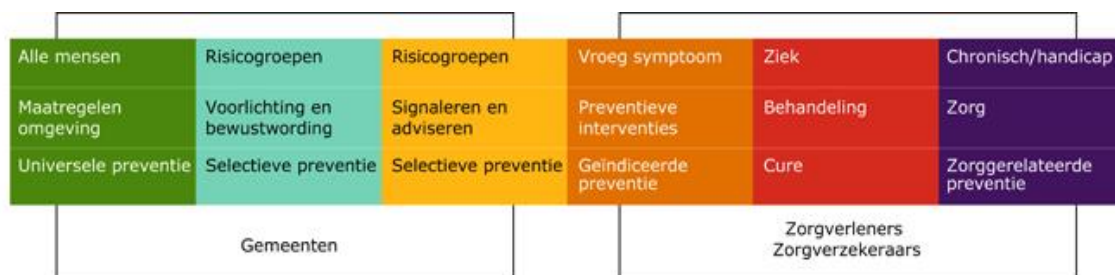 Alle mensen
Risicogroepen
Risicogroepen
Vroeg symptoom
Ziek
Chronisch/handicap
Maatregelen
omgeving
Voorlichting en
bewustwording
Signaleren en
adviseren
Preventieve
interventies
Behandeling
Zorg
Universele preventie
Selectieve preventie
Selectieve preventie
Geïndiceerde
preventie
Cure
Zorggerelateerde
preventie
Gemeenten
Zorgverleners
Zorgverzekeraars